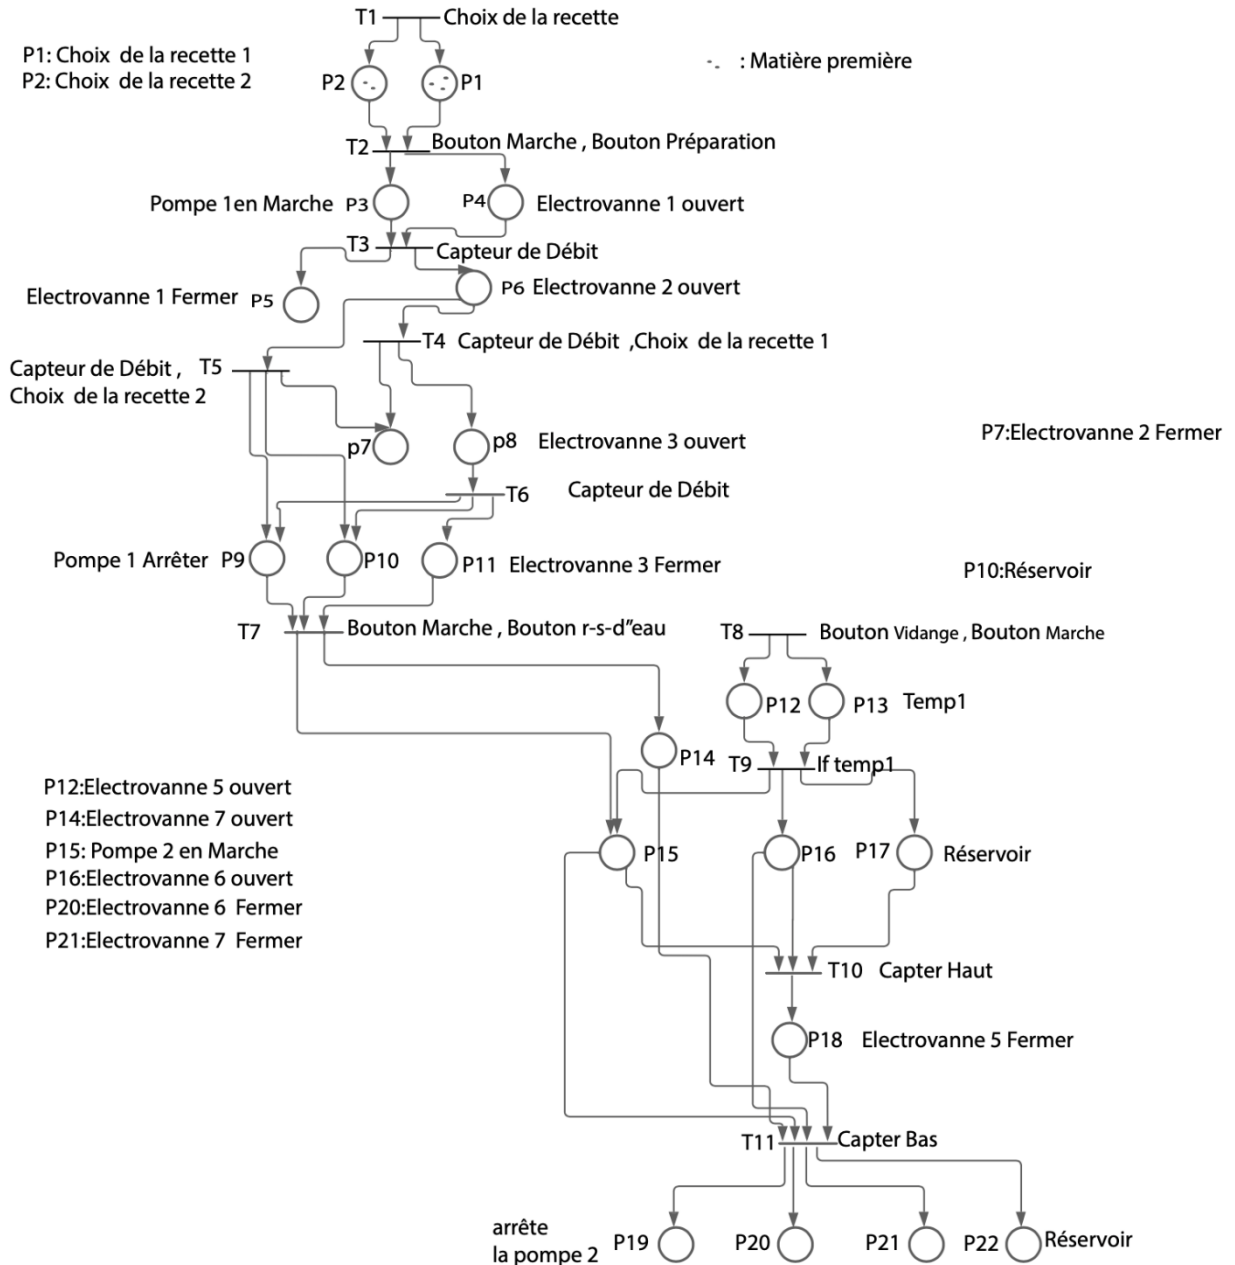 T1 Choix de la recette
P1: Choix de la recette 1
P2: Choix de la recette 2
P2 P1
-. : Matière première
T2 Bouton Marche , Bouton Préparation
Pompe 1en Marche P3
P4 Electrovanne 1 ouvert
T3 Capteur de Débit
Electrovanne 1 Fermer P5
P6 Electrovanne 2 ouvert
T4 Capteur de Débit ,Choix de la recette 1
Capteur de Débit , T5
Choix de la recette 2
p7
p8 Electrovanne 3 ouvert
P7:Electrovanne 2 Fermer
T6 Capteur de Débit
Pompe 1 Arrêter P9
P10
P11 Electrovanne 3 Fermer
P10:Réservoir
T7 Bouton Marche , Bouton r-s-d"eau
T8 Bouton Vidange , Bouton Marche
P12
P13 Temp1
P14
T9 If temp1
P12:Electrovanne 5 ouvert
P14:Electrovanne 7 ouvert
P15: Pompe 2 en Marche
P16:Electrovanne 6 ouvert
P20:Electrovanne 6 Fermer
P21:Electrovanne 7 Fermer
P15
P16
P17 Réservoir
T10 Capter Haut
P18 Electrovanne 5 Fermer
T11 Capter Bas
arrête
la pompe 2
P19
P20
P21
P22 Réservoir